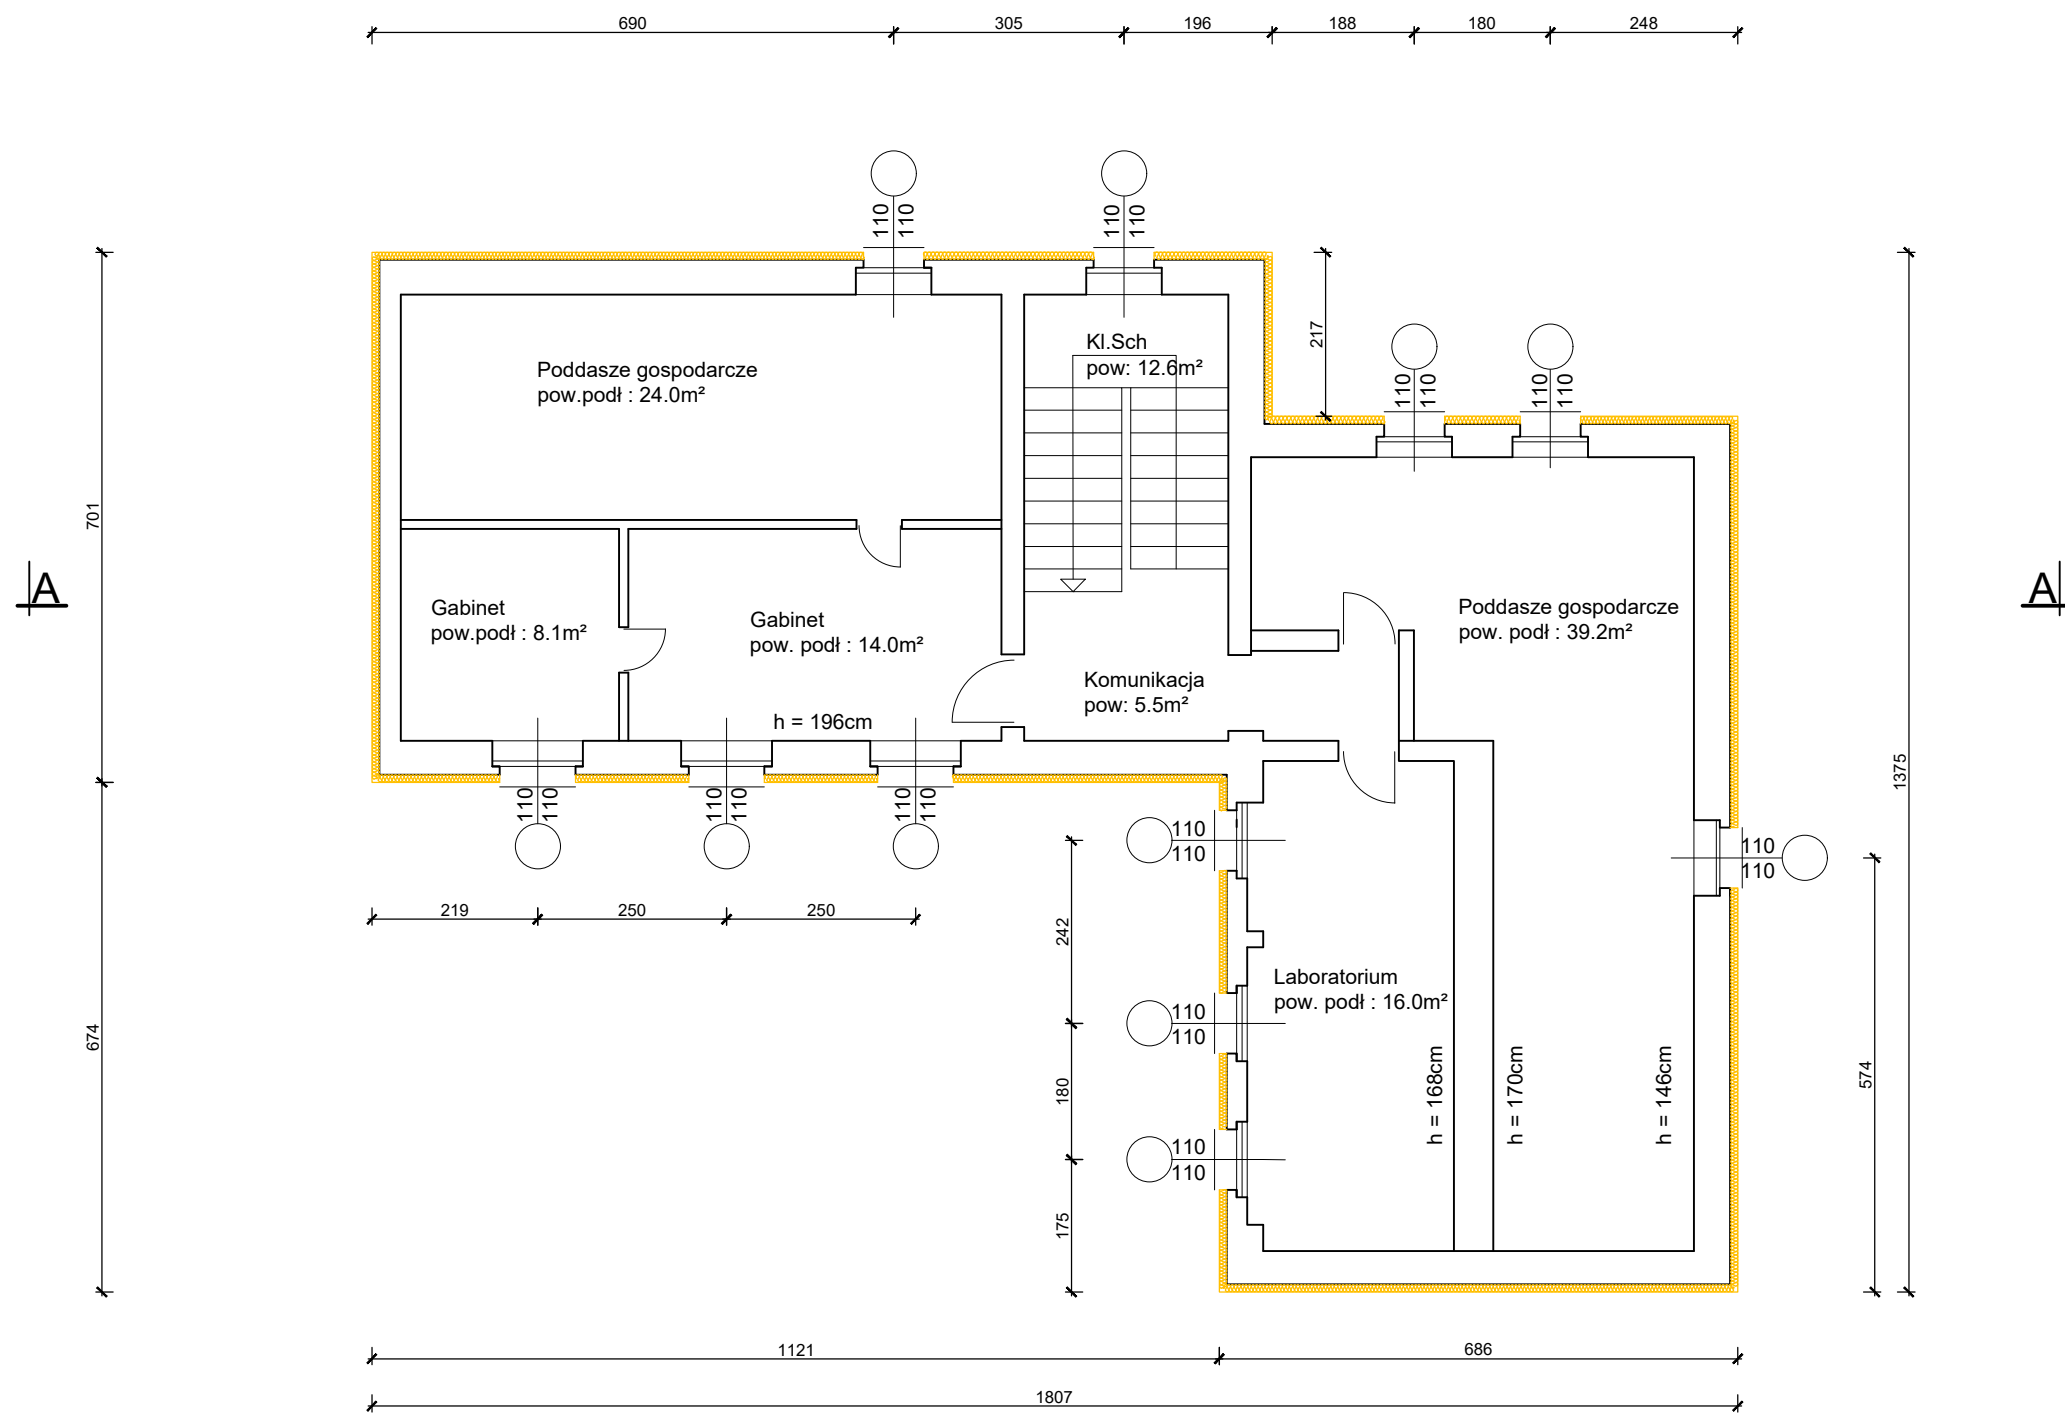 690
305
196
188
180
248
110
110
110
110
217
Kl.Sch
pow: 12.6m²
Poddasze gospodarcze
pow.podł : 24.0m²
110
110
110
110
701
A
A
Gabinet
pow.podł : 8.1m²
Gabinet
pow. podł : 14.0m²
Poddasze gospodarcze
pow. podł : 39.2m²
Komunikacja
pow: 5.5m²
h = 196cm
1375
110
110
110
110
110
110
110
110
110
110
219
250
250
242
Laboratorium
pow. podł : 16.0m²
110
110
674
180
h = 168cm
h = 170cm
h = 146cm
574
110
110
175
1121
686
1807